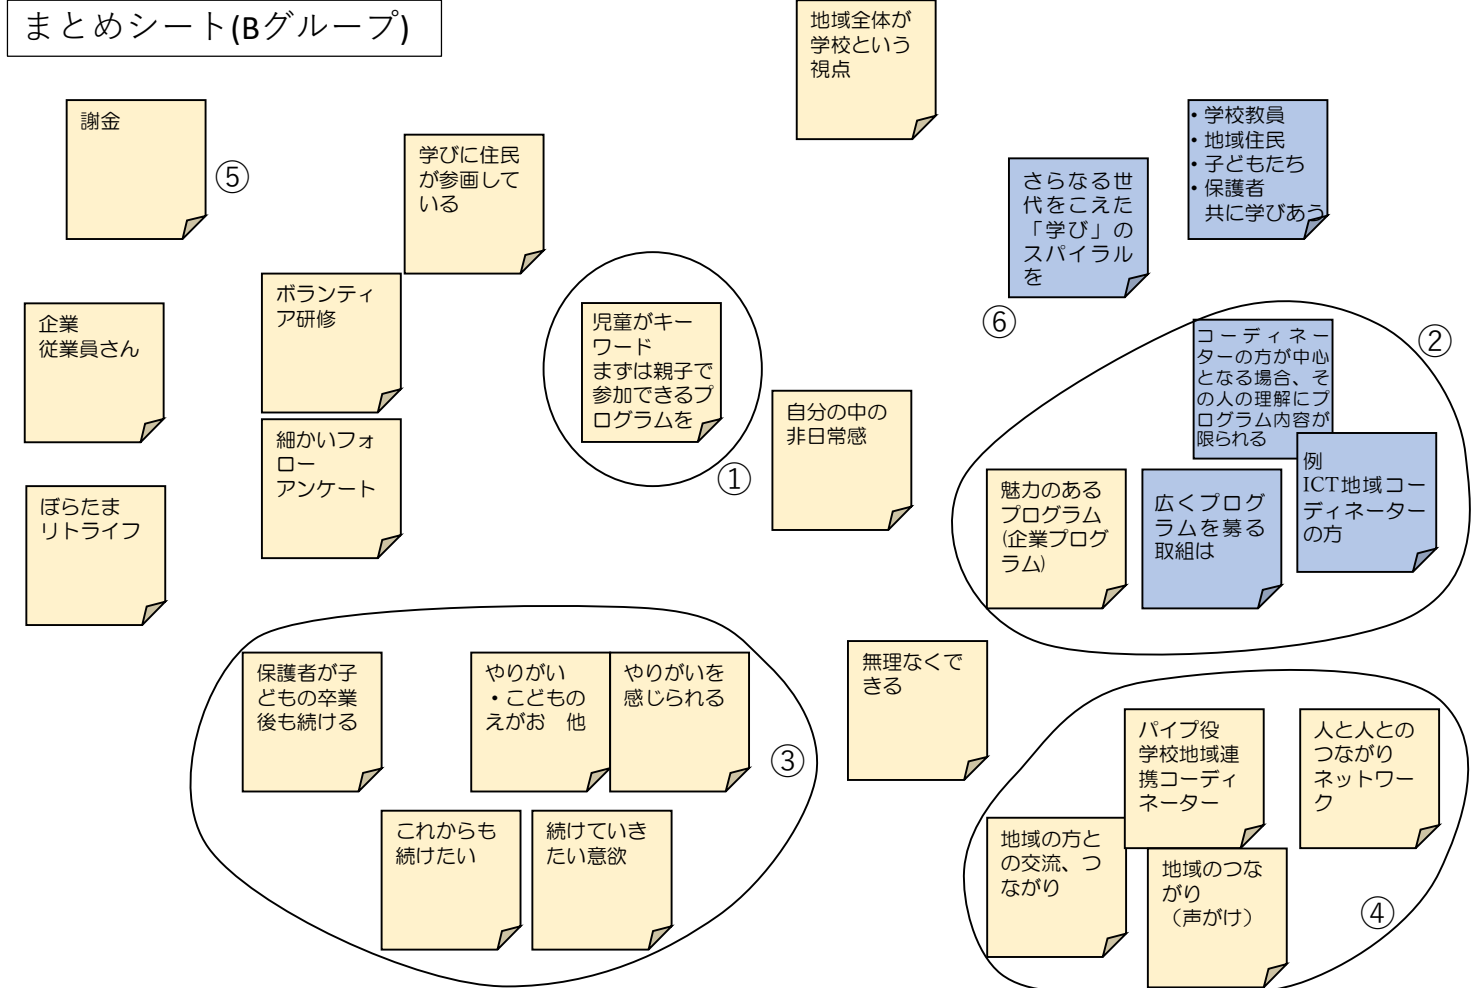 まとめシート(Bグループ)
地域全体が
学校という
視点
謝金
⑤
学びに住民
が参画して
いる
・学校教員
・地域住民
・子どもたち
・保護者
共に学びあう
さらなる世
代をこえた
「学び」の
スパイラル
を
⑥
企業
従業員さん
ボランティ
ア研修
児童がキー
ワード
まずは親子で
参加できるプ
ログラムを
①
コーディネー
ターの方が中心
となる場合、そ
の人の理解にプ
ログラム内容が
限られる
②
自分の中の
非日常感
細かいフォ
ロー
アンケート
例
ICT地域コー
ディネーター
の方
魅力のある
プログラム
(企業プログ
ラム)
広くプログ
ラムを募る
取組は
ぼらたま
リトライフ
保護者が子
どもの卒業
後も続ける
やりがい
・こどもの
えがお　他
やりがいを
感じられる
③
これからも
続けたい
続けていき
たい意欲
無理なくで
きる
パイプ役
学校地域連
携コーディ
ネーター
人と人との
つながり
ネットワー
ク
地域の方と
の交流、つ
ながり
地域のつな
がり
（声がけ）
④